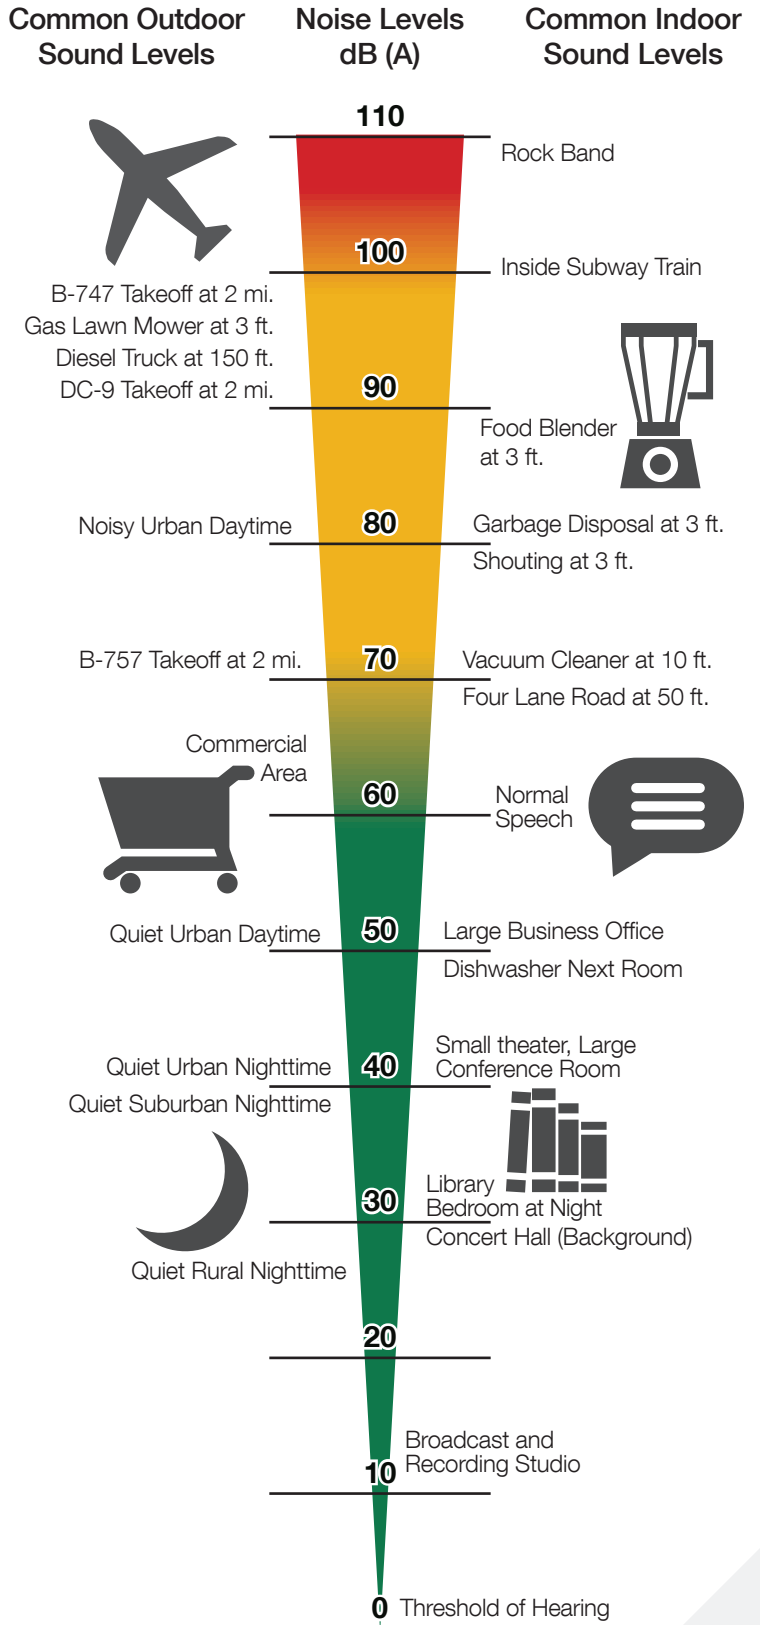 Common Outdoor
Sound Levels
Noise Levels
dB (A)
Common Indoor
Sound Levels
110
Rock Band
100
Inside Subway Train
B-747 Takeoff at 2 mi.
Gas Lawn Mower at 3 ft.
Diesel Truck at 150 ft.
DC-9 Takeoff at 2 mi.
90
Food Blender
at 3 ft.
Noisy Urban Daytime
80
Garbage Disposal at 3 ft.
Shouting at 3 ft.
B-757 Takeoff at 2 mi.
70
Vacuum Cleaner at 10 ft.
Four Lane Road at 50 ft.
Commercial
Area
60
Normal
Speech
Quiet Urban Daytime
50
Large Business Office
Dishwasher Next Room
Quiet Urban Nighttime
40
Small theater, Large
Conference Room
Quiet Suburban Nighttime
30
Library
Bedroom at Night
Concert Hall (Background)
Quiet Rural Nighttime
20
Broadcast and
Recording Studio
10
0
Threshold of Hearing